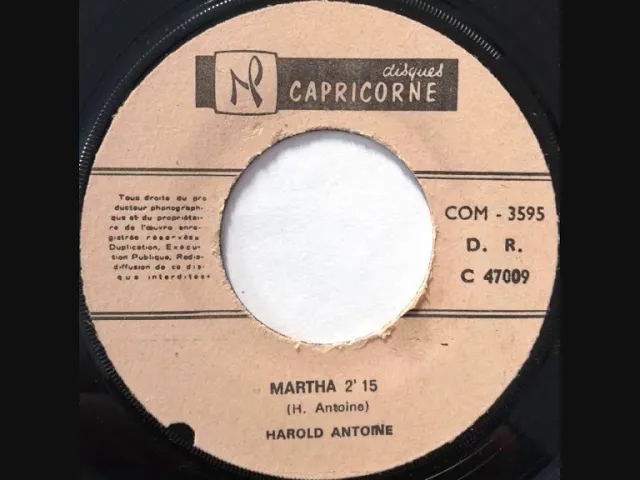 disques
CAPRICORNE
Tous droits du pro
ducteur phonographi-
que et du propriétai-
re de l'œuvre enre-
gistrée réservées
Duplication, Exécu-
tion Publique, Radio-
diffusion de ce dis-
que interdites
COM - 3595
D. R.
C 47009
MARTHA 2' 15
(H. Antoine)
HAROLD ANTOINE